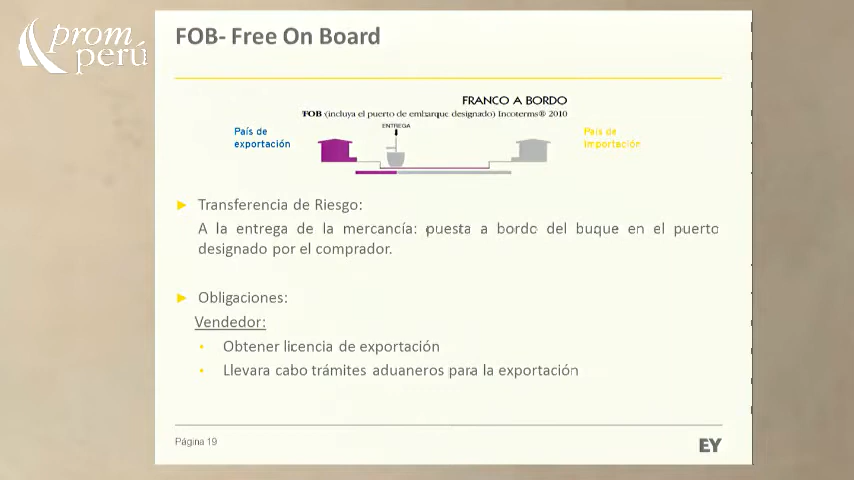 prom
perú
FOB- Free On Board
FRANCO A BORDO
FOB (incluya el puerto de embarque designado) Incoterms® 2010
ENTREGA
País de
exportación
País de
Importación
Transferencia de Riesgo:
A la entrega de la mercancía: puesta a bordo del buque en el puerto
designado por el comprador.
Obligaciones:
Vendedor:
Obtener licencia de exportación
Llevara cabo trámites aduaneros para la exportación
Página 19
EY